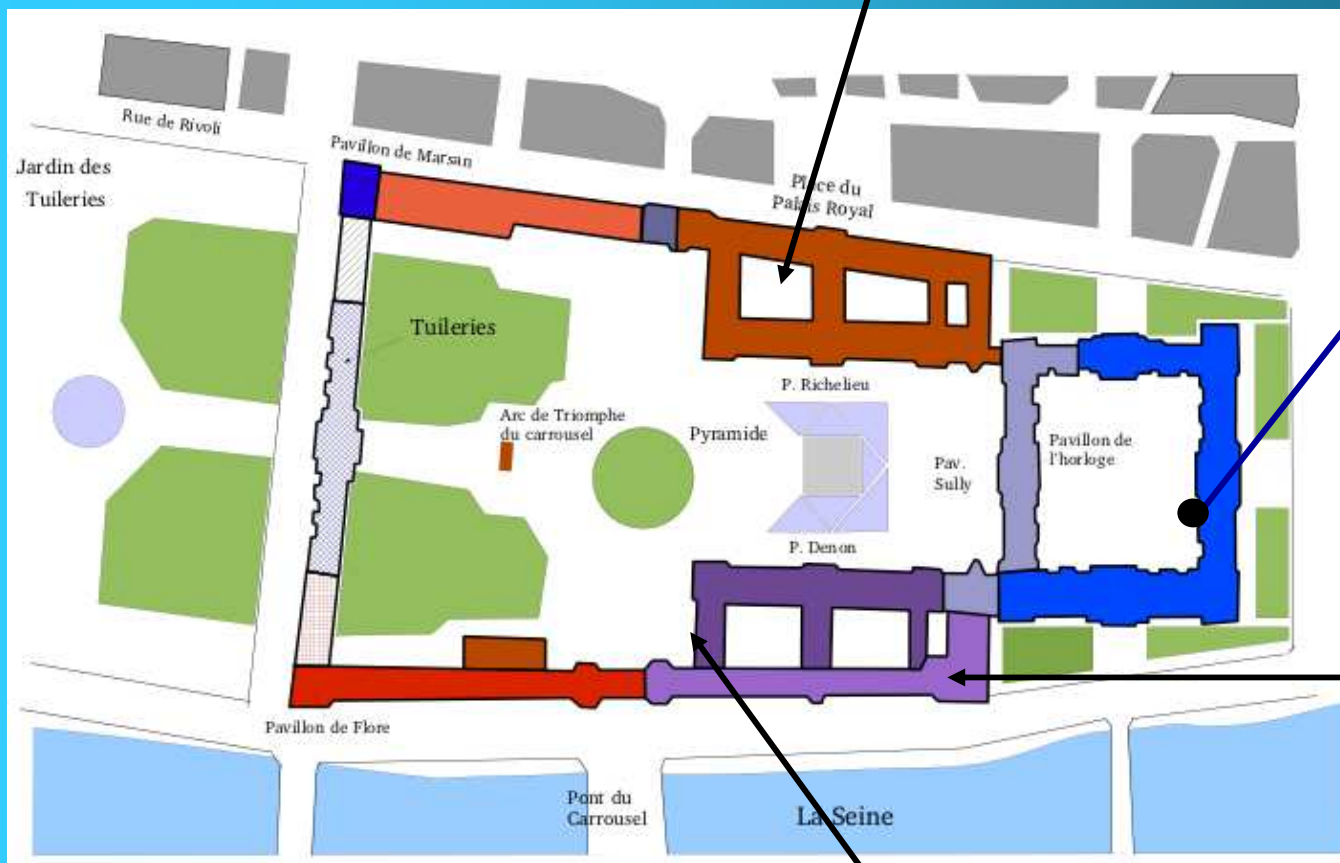 Rue de Rivoli
Pavillon de Marsan
Jardin des
Tuileries
Place du
Palais Royal
Tuileries
P. Richelieu
Arc de Triomphe
du carrousel
Pyramide
Pavillon de
l'horloge
Pav.
Sully
P. Denon
Pavillon de Flore
Pont du
Carrousel
La Seine